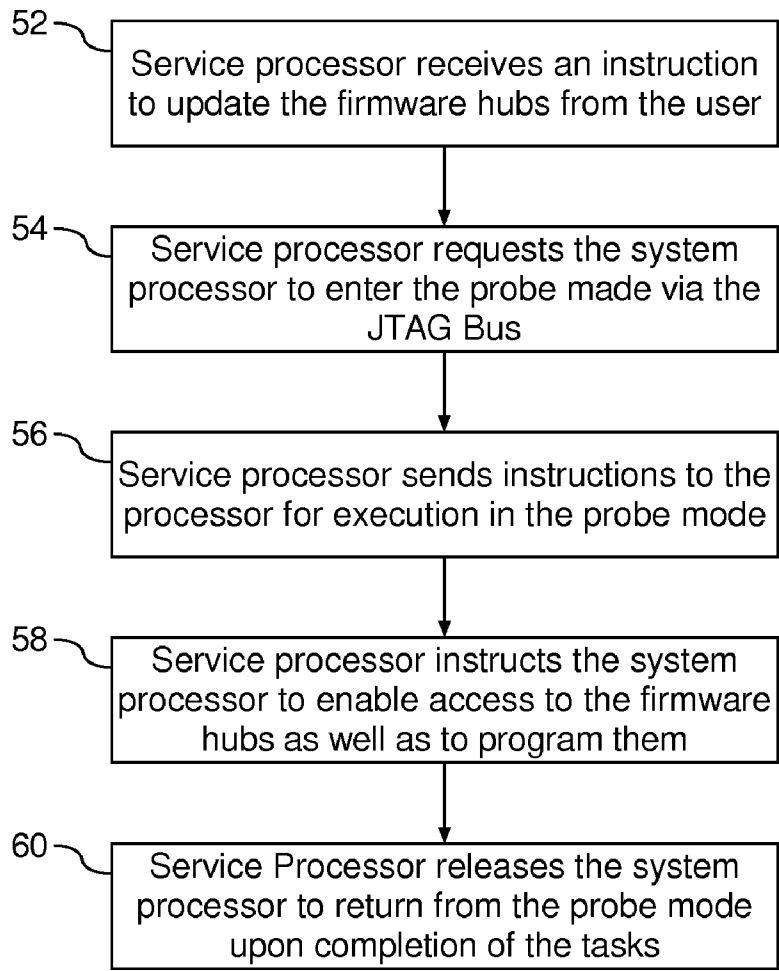 52
Service processor receives an instruction
to update the firmware hubs from the user
54
Service processor requests the system
processor to enter the probe made via the
JTAG Bus
56
Service processor sends instructions to the
processor for execution in the probe mode
58
Service processor instructs the system
processor to enable access to the firmware
hubs as well as to program them
60
Service Processor releases the system
processor to return from the probe mode
upon completion of the tasks